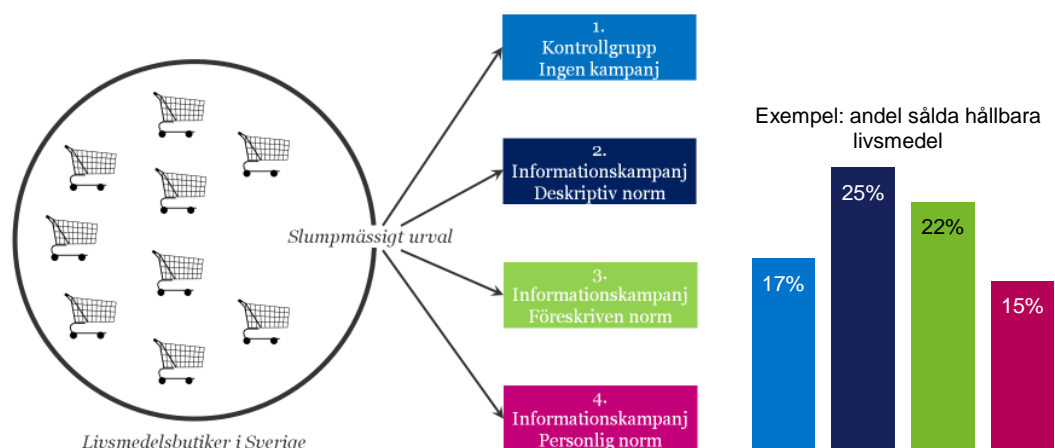 1.
Kontrollgrupp
Ingen kampanj
2.
Informationskampanj
Deskriptiv norm
Slumpmässigt urval
3.
Informationskampanj
Föreskriven norm
4.
Informationskampanj
Personlig norm
Livsmedelsbutiker i Sverige
Exempel: andel sålda hållbara
livsmedel
17%
25%
22%
15%